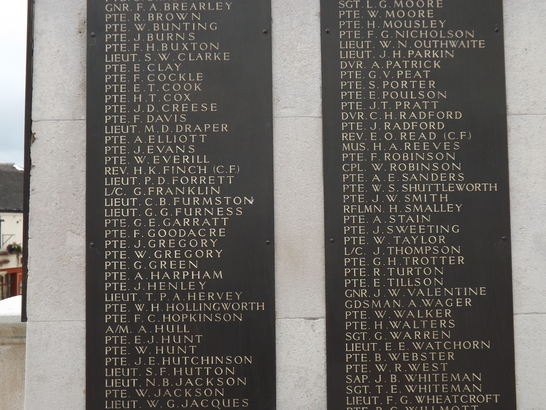 GNR. F. A. BREARLEY
PTE. R. BROWN
PTE. W. BUNTING
PTE. J. BURNS
PTE. F. H. BUXTON
LIEUT. S. W. CLARKE
PTE. E. CLAY
PTE. F. COCKLE
PTE. E. T. COOK
PTE. H. T. COX
PTE. J. D. CREESE
PTE. F. DAVIS
LIEUT. M. D. DRAPER
PTE. A. ELLIOTT
PTE. J. EVANS
PTE. W. EVERILL
REV. H. K. FINCH (C.F)
LIEUT. P. D. FORRETT
L/C. G. FRANKLIN
LIEUT. C. B. FURMSTON
LIEUT. G. G. FURNESS
PTE. G. E. GARRATT
PTE. F. GOODACRE
PTE. J. GREGORY
PTE. W. GREGORY
PTE. G. GREEN
PTE. A. HARPHAM
PTE. J. HENLEY
LIEUT. T. P. A. HERVEY
PTE. W. H. HOLLINGWORTH
PTE. F. C. HOPKINSON
A/M. A. HULL
PTE. E. J. HUNT
PTE. W. HUNT
PTE. J. E. HUTCHINSON
LIEUT. S. F. HUTTON
LIEUT. N. B. JACKSON
PTE. W. JACKSON
LIEUT. W. G. JACQUES
SGT. L. G. MOORE
PTE. W. MOORE
PTE. H. MOUSLEY
PTE. F. G. NICHOLSON
LIEUT. W. N. OUTHWAITE
LIEUT. J. H. PARKIN
DVR. A. PATRICK
PTE. G. V. PEAT
PTE. S. PORTER
PTE. E. POULSON
PTE. J. T. PRATT
DVR. C. H. RADFORD
PTE. J. RADFORD
REV. E. O. READ (C.F)
MUS. H. A. REEVES
PTE. F. ROBINSON
CPL. W. ROBINSON
PTE. A. E. SANDERS
PTE. W. S. SHUTTLEWORTH
PTE. J. W. SMITH
RFLMN. H. SMALLEY
PTE. A. STAIN
PTE. J. SWEETING
PTE. W. TAYLOR
L/C. J. THOMPSON
PTE. G. H. TROTTER
PTE. R. TURTON
PTE. E. TILLSON
GNR. J. W. VALENTINE
GDSMAN. A. WAGER
PTE. W. WALKER
PTE. H. WALTERS
SGT. G. WARREN
LIEUT. E. E. WATCHORN
PTE. B. WEBSTER
PTE. W. R. WEST
SAP. J. B. WHITEMAN
SGT. T. E. WHITEMAN
LIEUT. F. G. WHEATCROFT